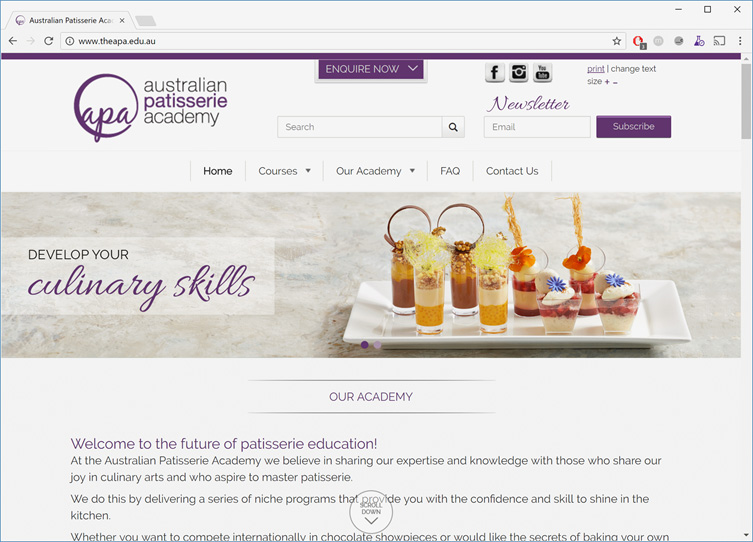 Australian Patisserie Aca
www.theapa.edu.au
ENQUIRE NOW
You
Tube
print | change text
size + –
apa
australian
patisserie
academy
Newsletter
Search
Email
Subscribe
Home
Courses
Our Academy
FAQ
Contact Us
DEVELOP YOUR
culinary skills
OUR ACADEMY
Welcome to the future of patisserie education!
At the Australian Patisserie Academy we believe in sharing our expertise and knowledge with those who share our
joy in culinary arts and who aspire to master patisserie.
We do this by delivering a series of niche programs that provide you with the confidence and skill to shine in the
kitchen.
SCROLL
DOWN
Whether you want to compete internationally in chocolate showpieces or would like the secrets of baking your own